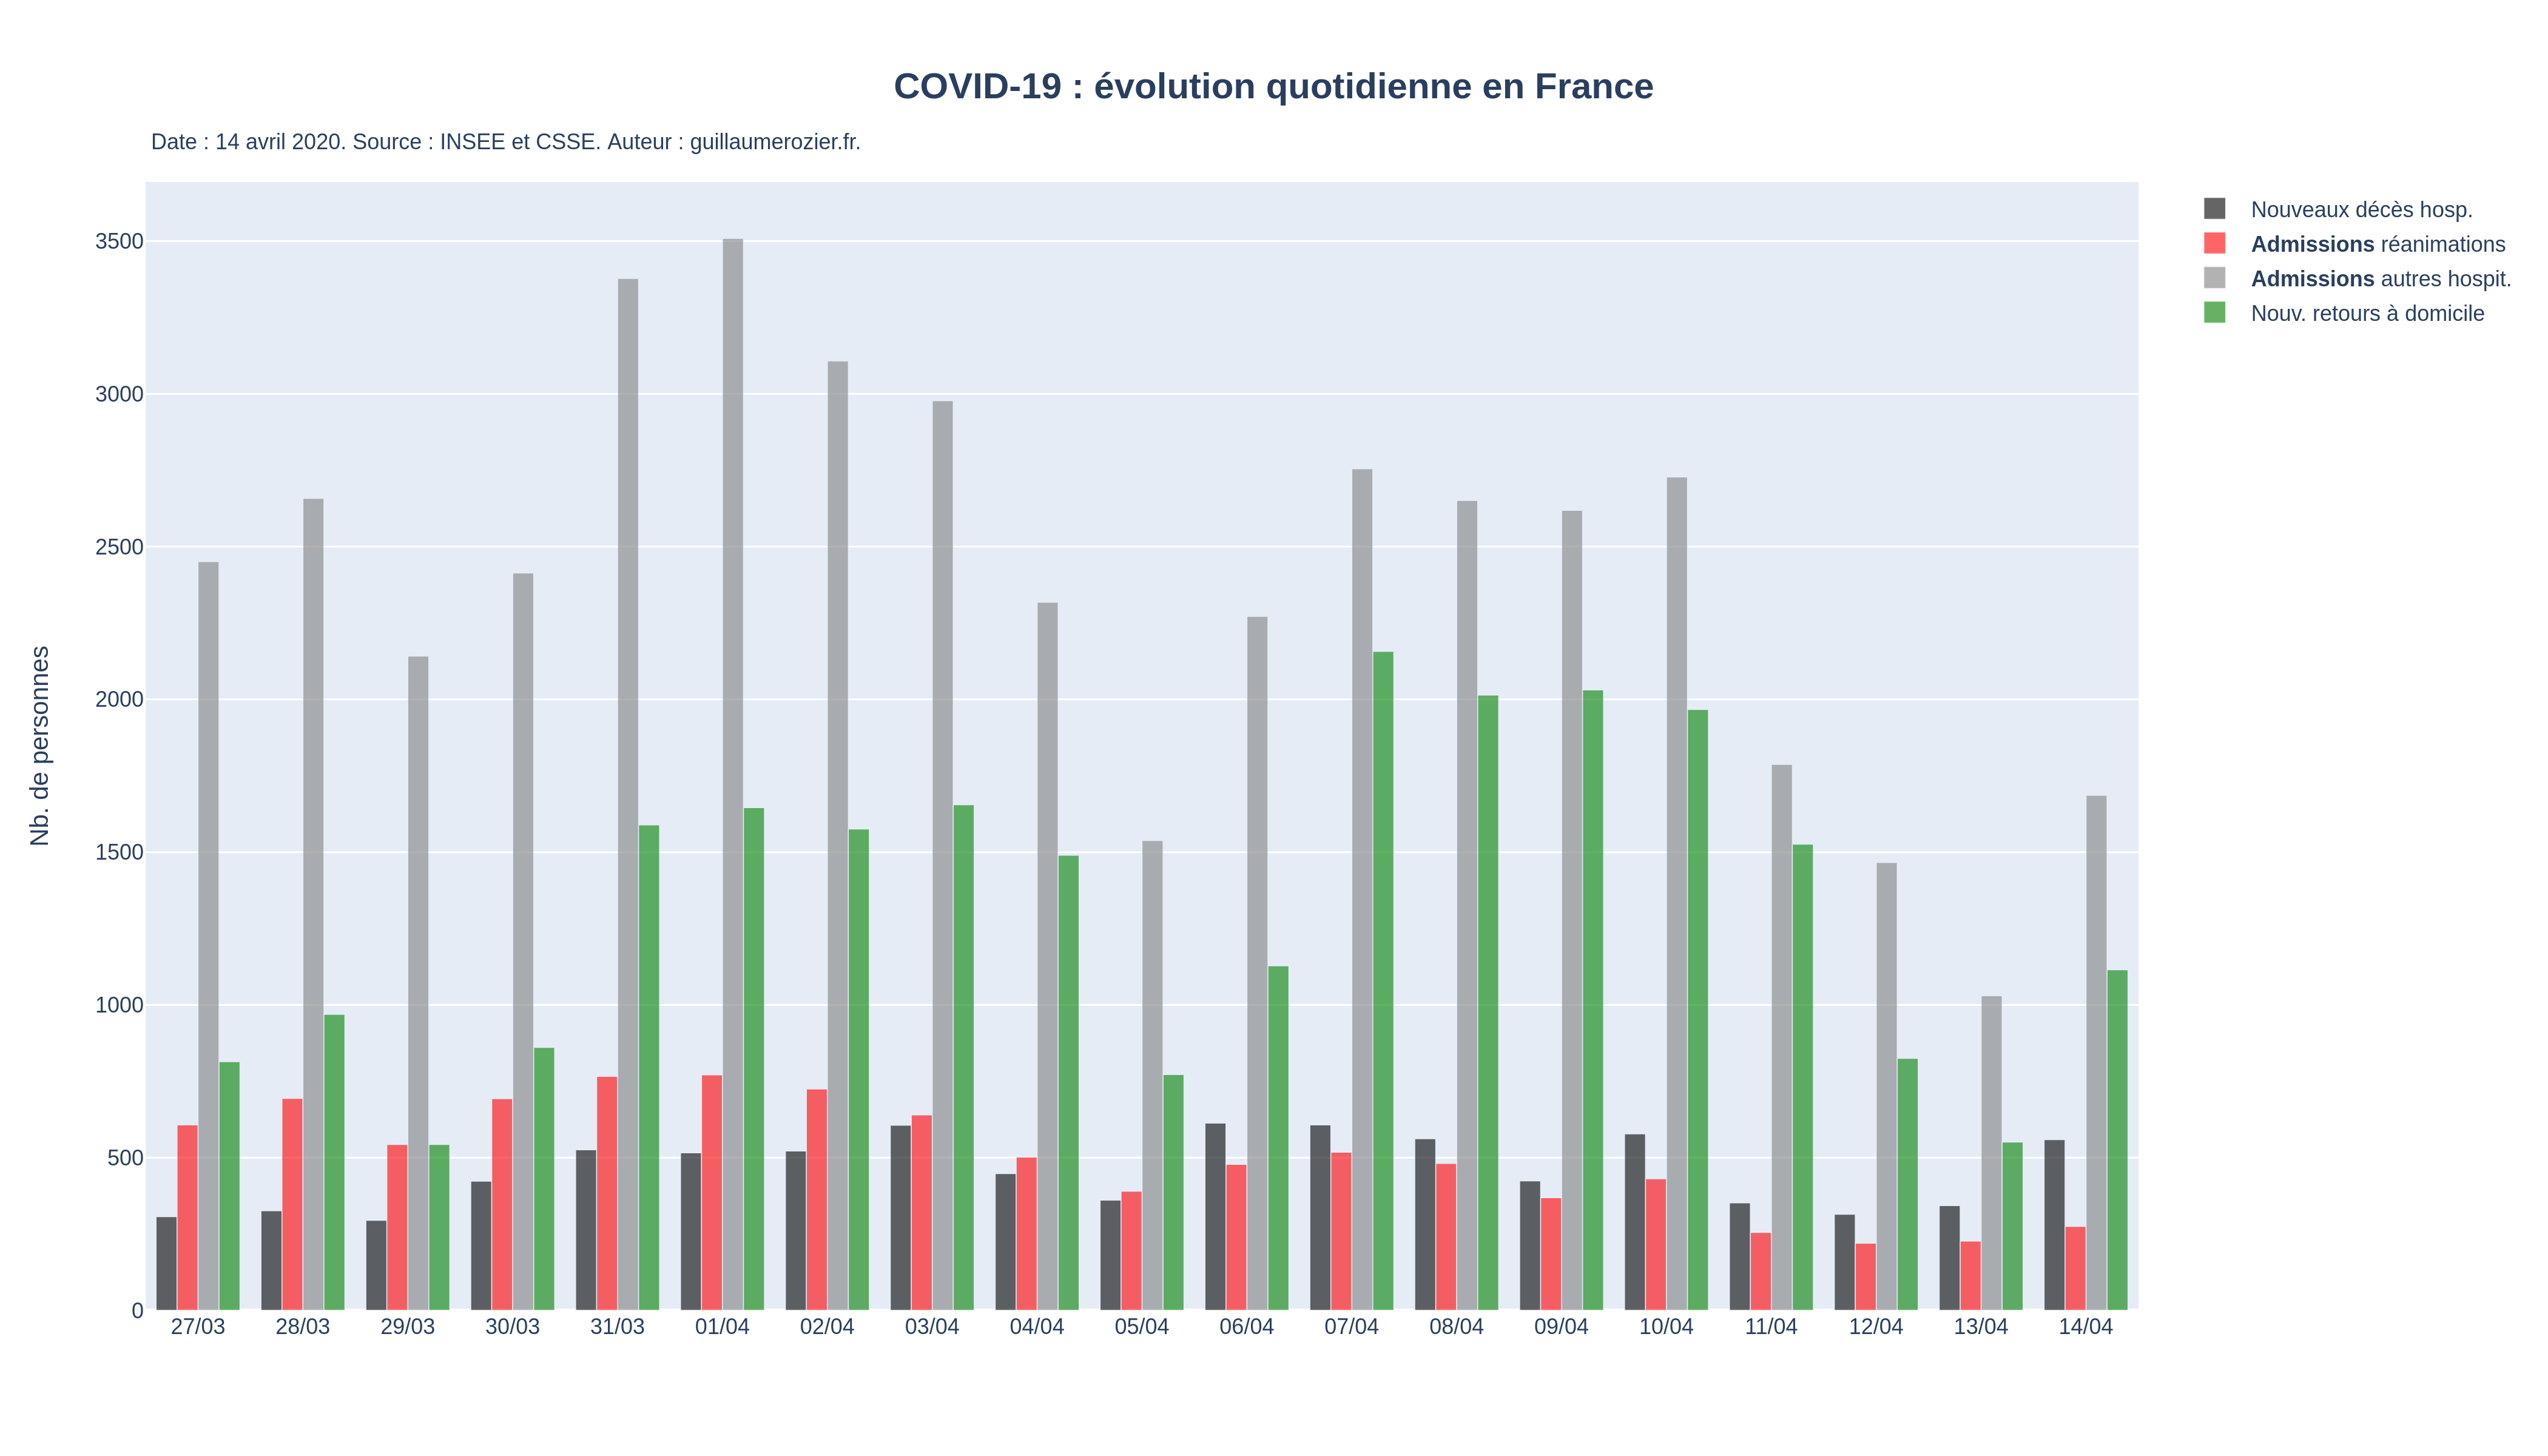 COVID-19 : évolution quotidienne en France
Date : 14 avril 2020. Source : INSEE et CSSE. Auteur : guillaumerozier.fr.
Nouveaux décès hosp.
Admissions réanimations
Admissions autres hospit.
Nouv. retours à domicile
Nb. de personnes
3500
3000
2500
2000
1500
1000
500
0
27/03 28/03 29/03 30/03 31/03 01/04 02/04 03/04 04/04 05/04 06/04 07/04 08/04 09/04 10/04 11/04 12/04 13/04 14/04